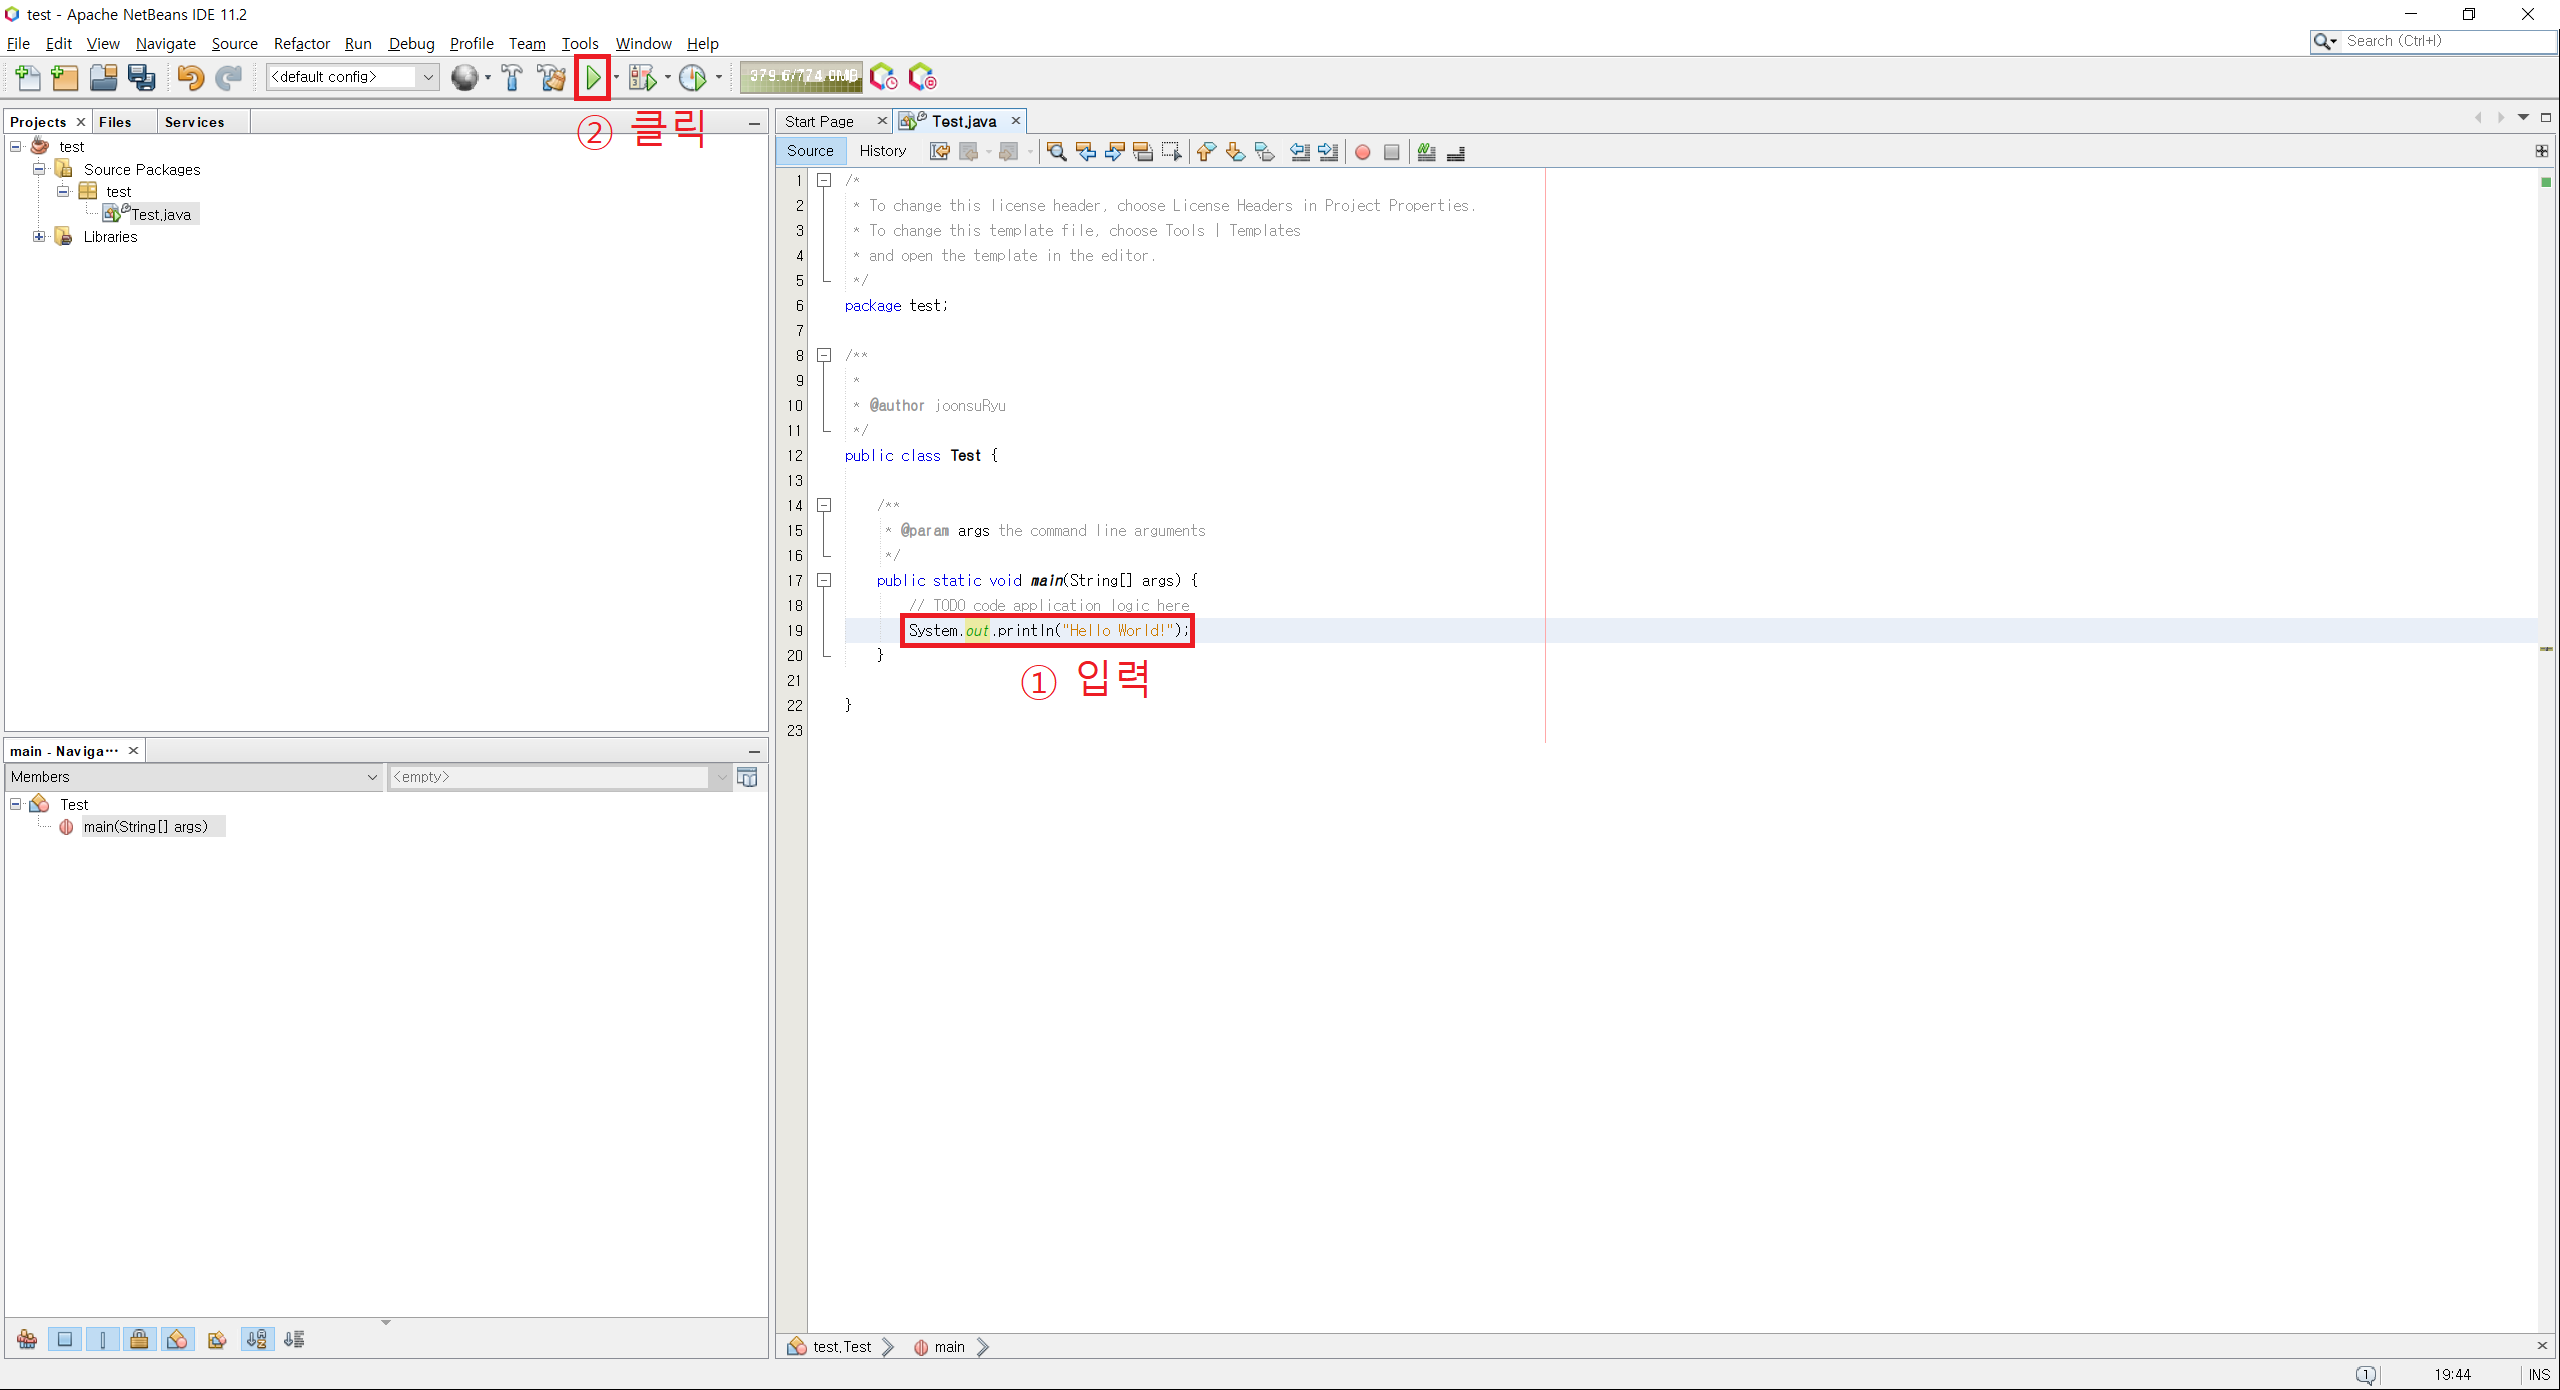 test - Apache NetBeans IDE 11.2
File Edit View Navigate Source Refactor Run Debug Profile Team Tools Window Help
Search (Ctrl+I)
<default config>
379.6/774.0MB
② 클릭
Projects Files Services
test
Source Packages
test
Test.java
Libraries
Start Page Test.java
Source History
1 /*
2 * To change this license header, choose License Headers in Project Properties.
3 * To change this template file, choose Tools | Templates
4 * and open the template in the editor.
5 */
6 package test;
7
8 /**
9 *
10 * @author joonsuRyu
11 */
12 public class Test {
13
14 /**
15 * @param args the command line arguments
16 */
17 public static void main(String[] args) {
18 // TODO code application logic here
19 System.out.println("Hello World!");
20 }
① 입력
21
22 }
23
main - Naviga...
Members <empty>
Test
main(String[] args)
test.Test main
1 19:44 INS